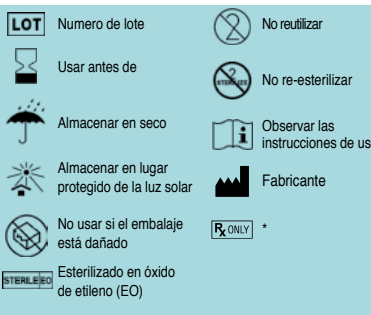 LOT Numero de lote
Usar antes de
Almacenar en seco
Almacenar en lugar
protegido de la luz solar
No usar si el embalaje
está dañado
STERILE EO Esterilizado en óxido
de etileno (EO)
2 No reutilizar
2 STERILIZE No re-esterilizar
i Observar las
instrucciones de us
Fabricante
Rx ONLY *